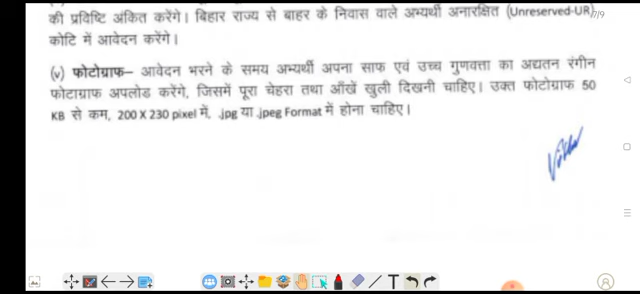 की प्रविष्टि अंकित करेंगे। बिहार राज्य से बाहर के निवास वाले अभ्यर्थी अनारक्षित (Unreserved-UR)
7/9
कोटि में आवेदन करेंगे।
(v) फोटोग्राफ– आवेदन भरने के समय अभ्यर्थी अपना साफ एवं उच्च गुणवत्ता का अद्यतन रंगीन
फोटाग्राफ अपलोड करेंगे, जिसमें पूरा चेहरा तथा आँखें खुली दिखनी चाहिए। उक्त फोटोग्राफ 50
KB से कम, 200 X 230 pixel में, .jpg या .jpeg Format में होना चाहिए।